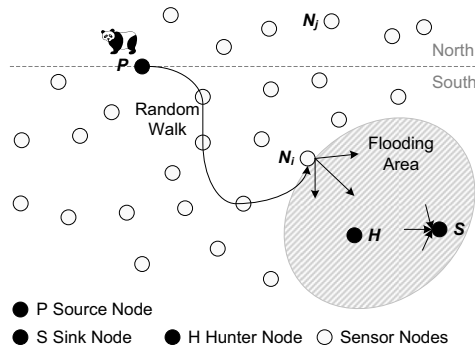 Nj
North
P
South
Random
Walk
Ni
Flooding
Area
H
S
P Source Node
S Sink Node
H Hunter Node
Sensor Nodes